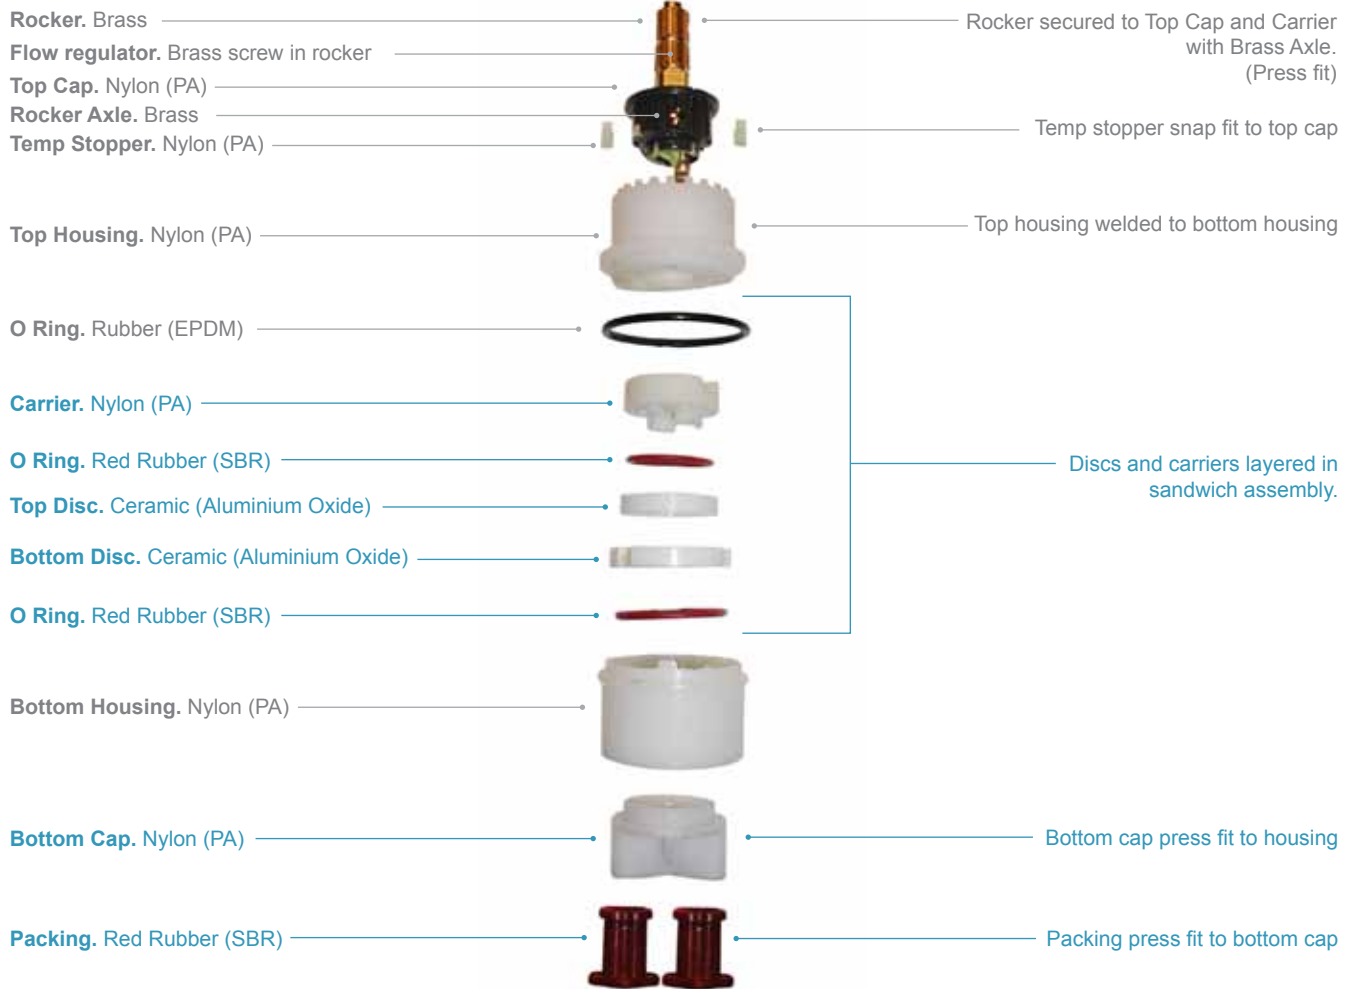 Rocker. Brass
Flow regulator. Brass screw in rocker
Top Cap. Nylon (PA)
Rocker Axle. Brass
Temp Stopper. Nylon (PA)
Top Housing. Nylon (PA)
O Ring. Rubber (EPDM)
Carrier. Nylon (PA)
O Ring. Red Rubber (SBR)
Top Disc. Ceramic (Aluminium Oxide)
Bottom Disc. Ceramic (Aluminium Oxide)
O Ring. Red Rubber (SBR)
Bottom Housing. Nylon (PA)
Bottom Cap. Nylon (PA)
Packing. Red Rubber (SBR)
Rocker secured to Top Cap and Carrier
with Brass Axle.
(Press fit)
Temp stopper snap fit to top cap
Top housing welded to bottom housing
Discs and carriers layered in
sandwich assembly.
Bottom cap press fit to housing
Packing press fit to bottom cap